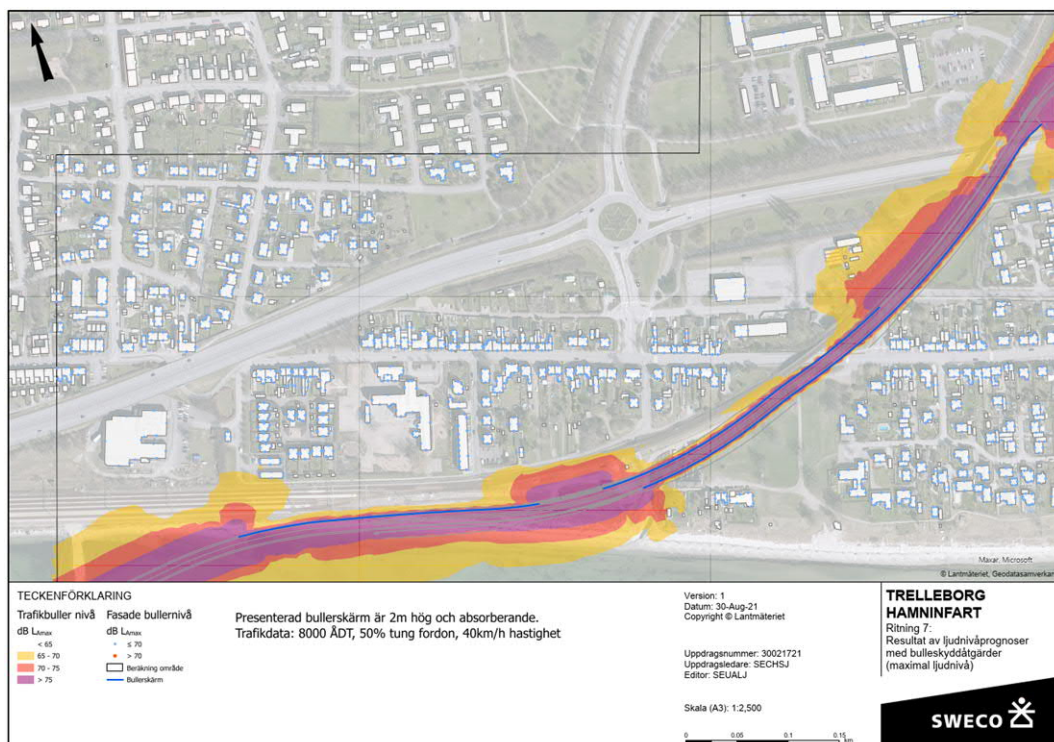 Maxar, Microsoft
© Lantmäteriet, Geodatasamverkan
TECKENFÖRKLARING
Trafikbuller nivå
dB LAmax
< 65
65 - 70
70 - 75
> 75
Fasade bullernivå
dB LAmax
≤ 70
> 70
Beräkning område
Bullerskärm
Presenterad bullerskärm är 2m hög och absorberande.
Trafikdata: 8000 ÅDT, 50% tung fordon, 40km/h hastighet
Version: 1
Datum: 30-Aug-21
Copyright © Lantmäteriet
Uppdragsnummer: 30021721
Uppdragsledare: SECHSJ
Editor: SEUALJ
Skala (A3): 1:2,500
0 0.05 0.1 0.15
km
TRELLEBORG
HAMNINFART
Ritning 7:
Resultat av ljudnivåprognoser
med bulleskyddåtgärder
(maximal ljudnivå)
SWECO